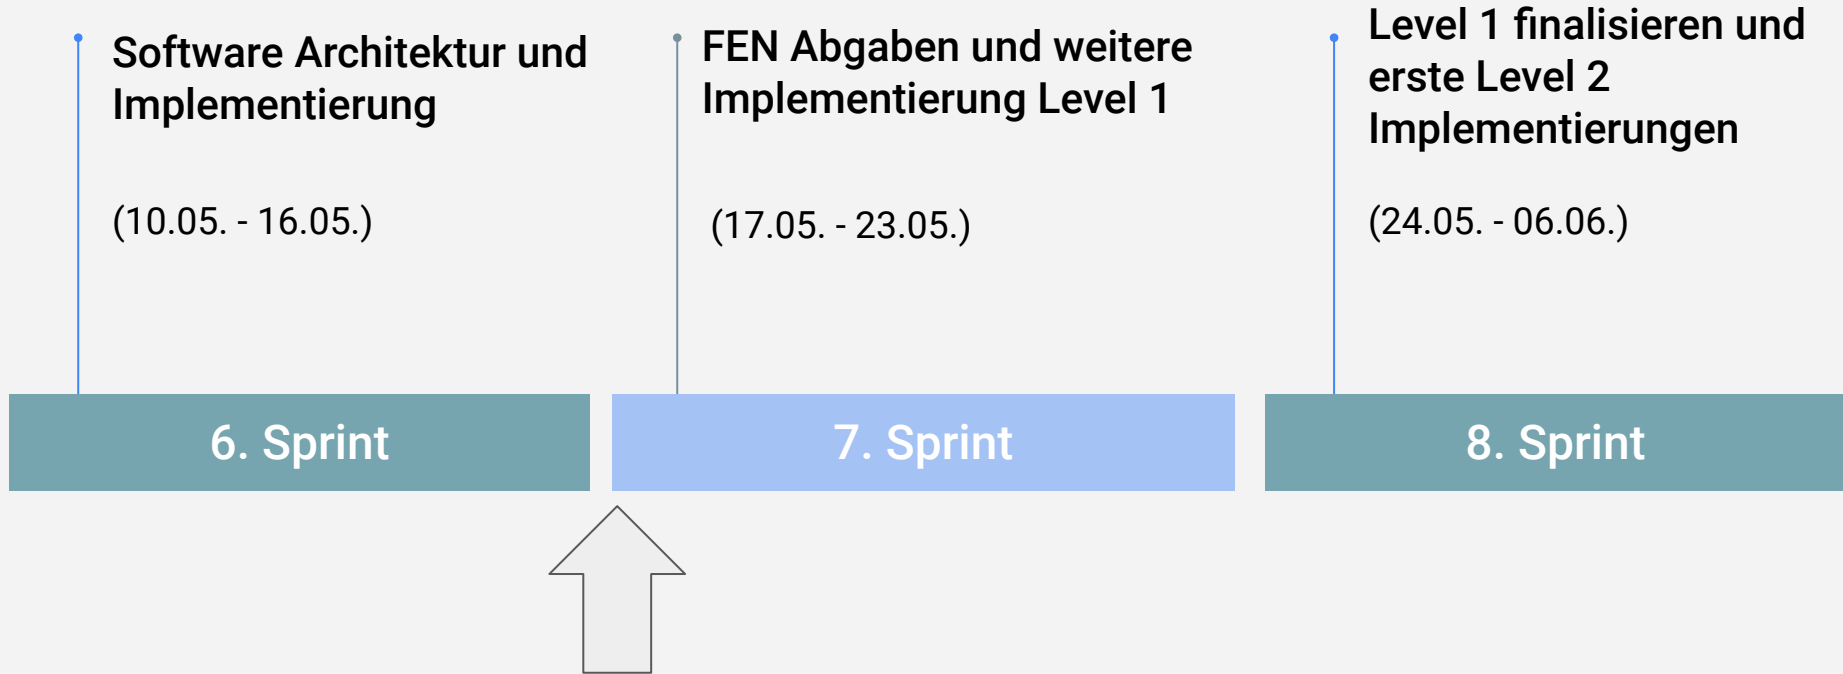 Software Architektur und
Implementierung
(10.05. - 16.05.)
FEN Abgaben und weitere
Implementierung Level 1
(17.05. - 23.05.)
Level 1 finalisieren und
erste Level 2
Implementierungen
(24.05. - 06.06.)
6. Sprint
7. Sprint
8. Sprint